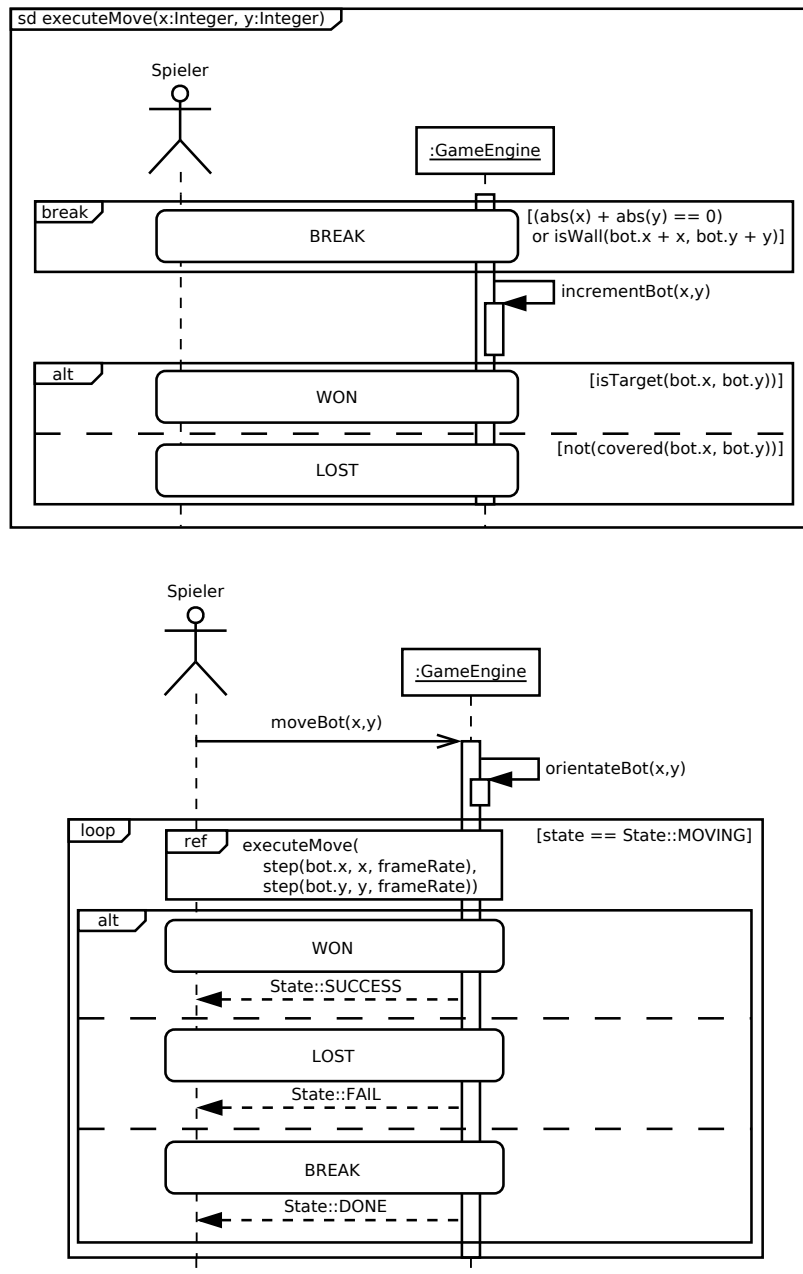 sd executeMove(x:Integer, y:Integer)
Spieler
:GameEngine
break
BREAK
[(abs(x) + abs(y) == 0)
or isWall(bot.x + x, bot.y + y)]
incrementBot(x,y)
alt
WON
[isTarget(bot.x, bot.y))]
LOST
[not(covered(bot.x, bot.y))]
Spieler
:GameEngine
moveBot(x,y)
orientateBot(x,y)
loop
[state == State::MOVING]
ref
executeMove(
step(bot.x, x, frameRate),
step(bot.y, y, frameRate))
alt
WON
State::SUCCESS
LOST
State::FAIL
BREAK
State::DONE